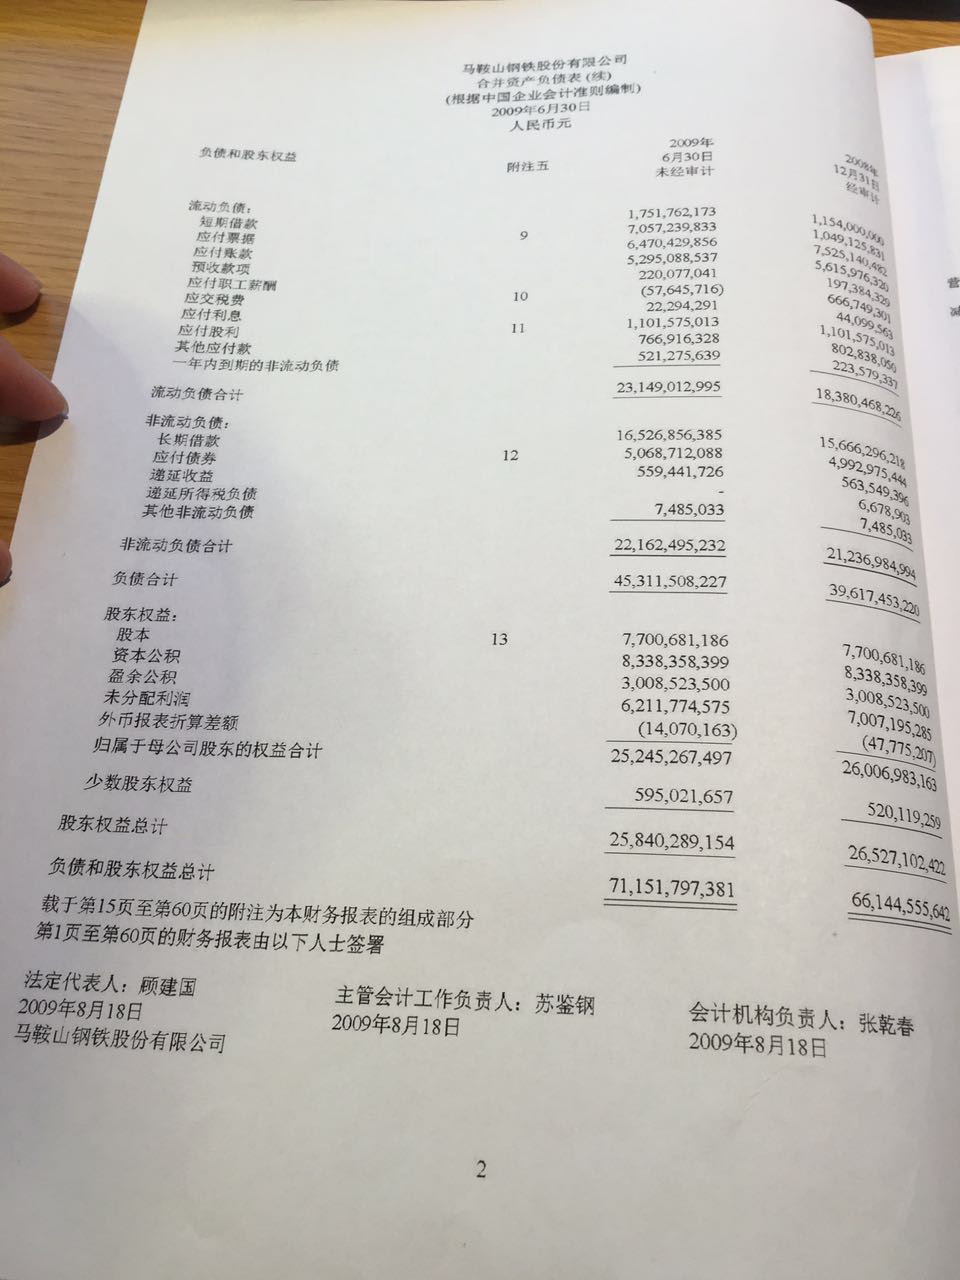 马鞍山钢铁股份有限公司
合并资产负债表 (续)
(根据中国企业会计准则编制)
2009年6月30日
人民币元
负债和股东权益 附注五 2009年6月30日未经审计 2008年12月31日经审计
流动负债：
短期借款 1,751,762,173 1,154,000,000
应付票据 9 7,057,239,833 1,049,125,831
应付账款 6,470,429,856 7,525,140,482
预收款项 5,295,088,537 5,615,976,320
应付职工薪酬 220,077,041 197,384,329
应交税费 10 (57,645,716) 666,749,301
应付利息 22,294,291 44,099,563
应付股利 11 1,101,575,013 1,101,575,013
其他应付款 766,916,328 802,838,050
一年内到期的非流动负债 521,275,639 223,579,337
流动负债合计 23,149,012,995 18,380,468,226
非流动负债：
长期借款 16,526,856,385 15,666,296,218
应付债券 12 5,068,712,088 4,992,975,444
递延收益 559,441,726 563,549,396
递延所得税负债 - 6,678,903
其他非流动负债 7,485,033 7,485,033
非流动负债合计 22,162,495,232 21,236,984,994
负债合计 45,311,508,227 39,617,453,220
股东权益：
股本 13 7,700,681,186 7,700,681,186
资本公积 8,338,358,399 8,338,358,399
盈余公积 3,008,523,500 3,008,523,500
未分配利润 6,211,774,575 7,007,195,285
外币报表折算差额 (14,070,163) (47,775,207)
归属于母公司股东的权益合计 25,245,267,497 26,006,983,163
少数股东权益 595,021,657 520,119,259
股东权益总计 25,840,289,154 26,527,102,422
负债和股东权益总计 71,151,797,381 66,144,555,642
载于第15页至第60页的附注为本财务报表的组成部分
第1页至第60页的财务报表由以下人士签署
法定代表人：顾建国 主管会计工作负责人：苏鉴钢 会计机构负责人：张乾春
2009年8月18日 2009年8月18日 2009年8月18日
马鞍山钢铁股份有限公司
2
营
减